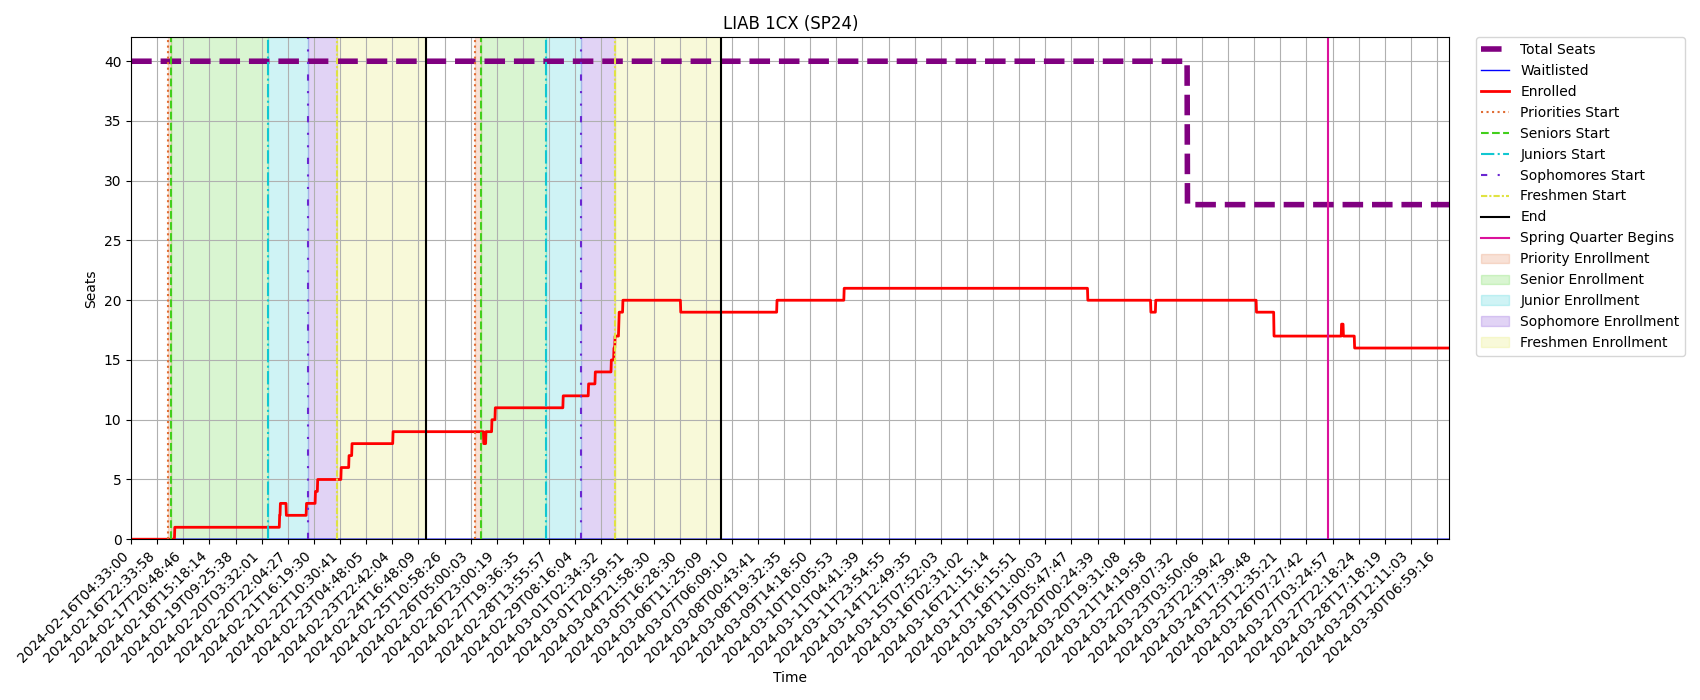 LIAB 1CX (SP24)
Seats
40
35
30
25
20
15
10
5
0
2024-02-16T04:33:00
2024-02-16T22:33:58
2024-02-17T20:48:46
2024-02-18T15:18:14
2024-02-19T09:25:38
2024-02-20T03:32:01
2024-02-20T22:04:27
2024-02-21T16:19:30
2024-02-22T10:30:41
2024-02-23T04:48:05
2024-02-23T22:42:04
2024-02-24T16:48:09
2024-02-25T10:58:26
2024-02-26T05:00:03
2024-02-26T23:00:19
2024-02-27T19:36:35
2024-02-28T13:55:57
2024-02-29T08:16:04
2024-03-01T02:34:32
2024-03-01T20:59:51
2024-03-04T21:58:30
2024-03-05T16:28:30
2024-03-06T11:25:09
2024-03-07T06:09:10
2024-03-08T00:43:41
2024-03-08T19:32:35
2024-03-09T14:18:50
2024-03-10T10:05:53
2024-03-11T04:41:39
2024-03-11T23:54:55
2024-03-14T12:49:35
2024-03-15T07:52:03
2024-03-16T02:31:02
2024-03-16T21:15:14
2024-03-17T16:15:51
2024-03-18T11:00:03
2024-03-19T05:47:47
2024-03-20T00:24:39
2024-03-20T19:31:08
2024-03-21T14:19:58
2024-03-22T09:07:32
2024-03-23T03:50:06
2024-03-23T22:39:42
2024-03-24T17:39:48
2024-03-25T12:35:21
2024-03-26T07:27:42
2024-03-27T03:24:57
2024-03-27T22:18:24
2024-03-28T17:18:19
2024-03-29T12:11:03
2024-03-30T06:59:16
Time
Total Seats
Waitlisted
Enrolled
Priorities Start
Seniors Start
Juniors Start
Sophomores Start
Freshmen Start
End
Spring Quarter Begins
Priority Enrollment
Senior Enrollment
Junior Enrollment
Sophomore Enrollment
Freshmen Enrollment